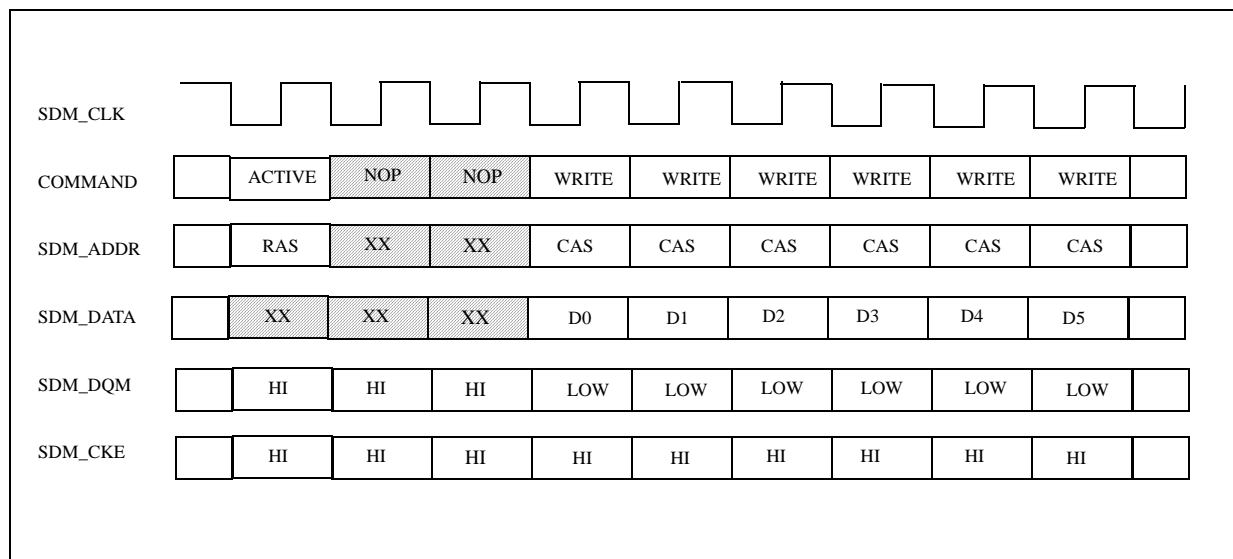 SDM_CLK
COMMAND ACTIVE NOP NOP WRITE WRITE WRITE WRITE WRITE WRITE
SDM_ADDR RAS XX XX CAS CAS CAS CAS CAS CAS
SDM_DATA XX XX XX D0 D1 D2 D3 D4 D5
SDM_DQM HI HI HI LOW LOW LOW LOW LOW LOW
SDM_CKE HI HI HI HI HI HI HI HI HI